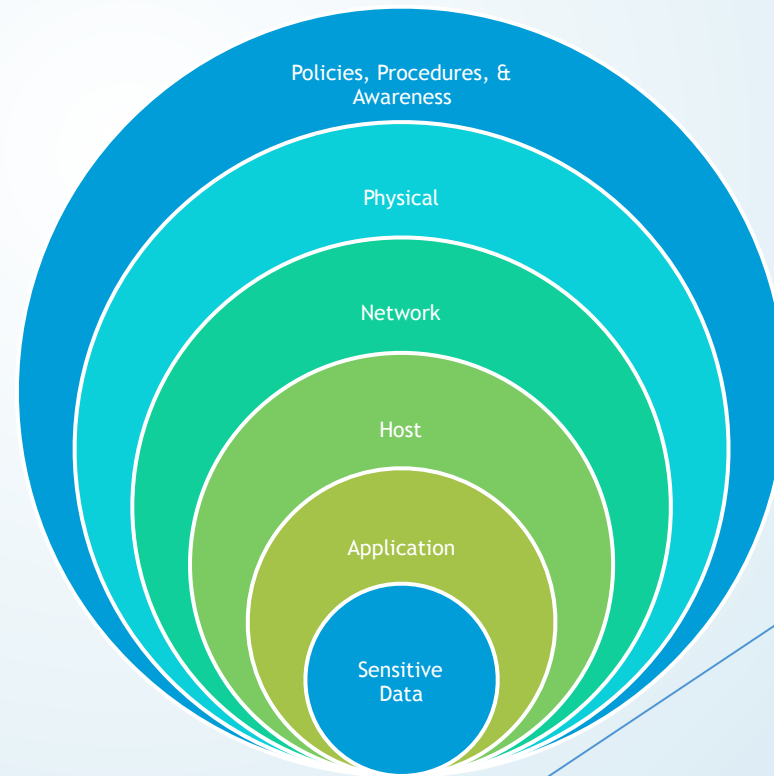 Policies, Procedures, &
Awareness
Physical
Network
Host
Application
Sensitive
Data